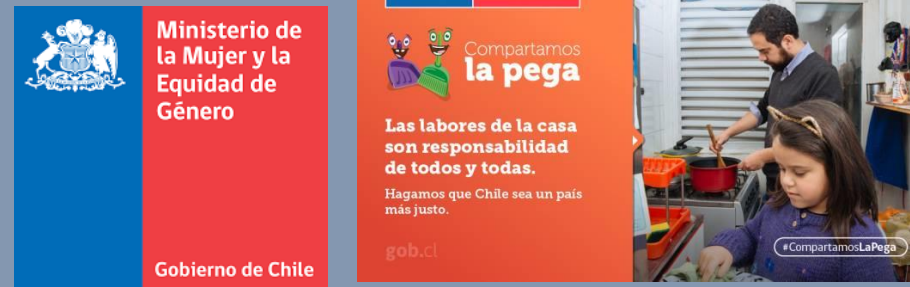 Ministerio de
la Mujer y la
Equidad de
Género
Gobierno de Chile
Compartamos
la pega
Las labores de la casa
son responsabilidad
de todos y todas.
Hagamos que Chile sea un país
más justo.
gob.cl
#CompartamosLaPega